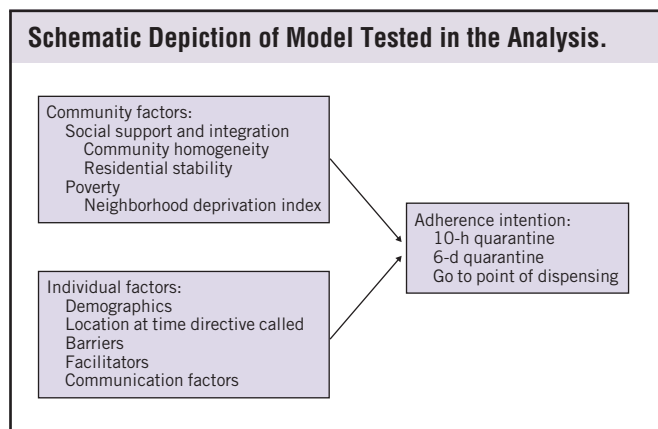 Schematic Depiction of Model Tested in the Analysis.
Community factors:
Social support and integration
Community homogeneity
Residential stability
Poverty
Neighborhood deprivation index
Individual factors:
Demographics
Location at time directive called
Barriers
Facilitators
Communication factors
Adherence intention:
10-h quarantine
6-d quarantine
Go to point of dispensing